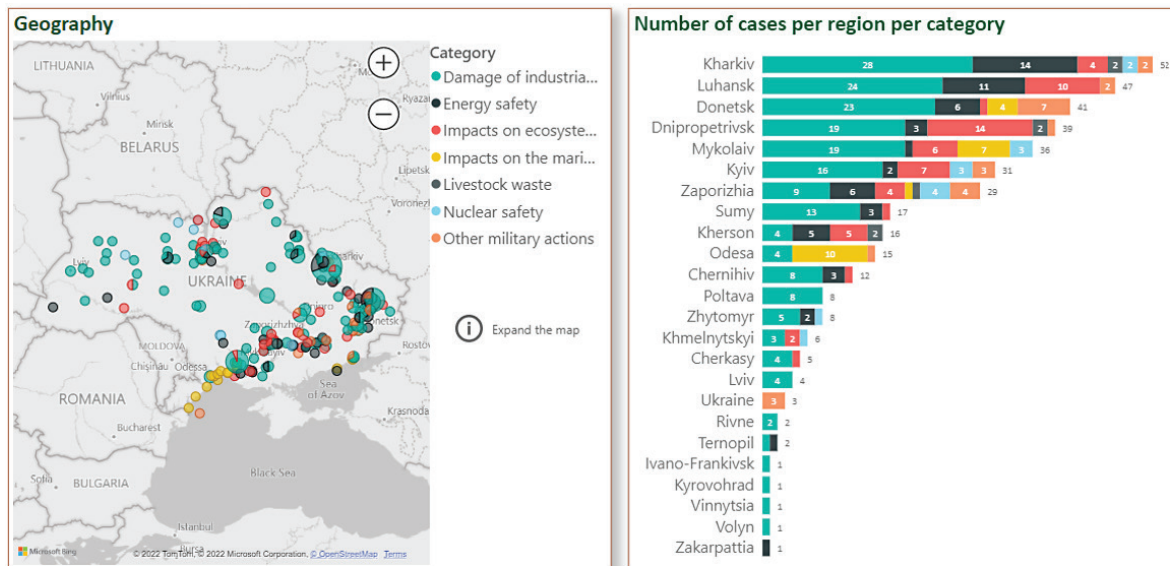 Geography
LITHUANIA
Vilnius
Minsk
BELARUS
Ryazan
Lipetsk
Voronezh
Lviv
UKRAINE
Zaporizhzhya
MOLDOVA
Chișinău
Odessa
ROMANIA
Bucharest
Sea
of Azov
Rostov
Krasnoda
Black Sea
Sofia
BULGARIA
Istanbul
Bursa
Microsoft Bing
© 2022 TomTom, © 2022 Microsoft Corporation, © OpenStreetMap Terms
Category
Damage of industria...
Energy safety
Impacts on ecosyste...
Impacts on the mari...
Livestock waste
Nuclear safety
Other military actions
i Expand the map
Number of cases per region per category
Kharkiv 28 14 4 2 2 2 52
Luhansk 24 11 10 2 47
Donetsk 23 6 4 7 41
Dnipropetrivsk 19 3 14 2 39
Mykolaiv 19 6 7 3 36
Kyiv 16 2 7 3 3 31
Zaporizhia 9 6 4 4 4 29
Sumy 13 3 17
Kherson 4 5 5 2 16
Odesa 4 10 15
Chernihiv 8 3 12
Poltava 8 8
Zhytomyr 5 2 8
Khmelnytskyi 3 2 6
Cherkasy 4 5
Lviv 4 4
Ukraine 3 3
Rivne 2 2
Ternopil 2
Ivano-Frankivsk 1
Kyrovohrad 1
Vinnytsia 1
Volyn 1
Zakarpattia 1